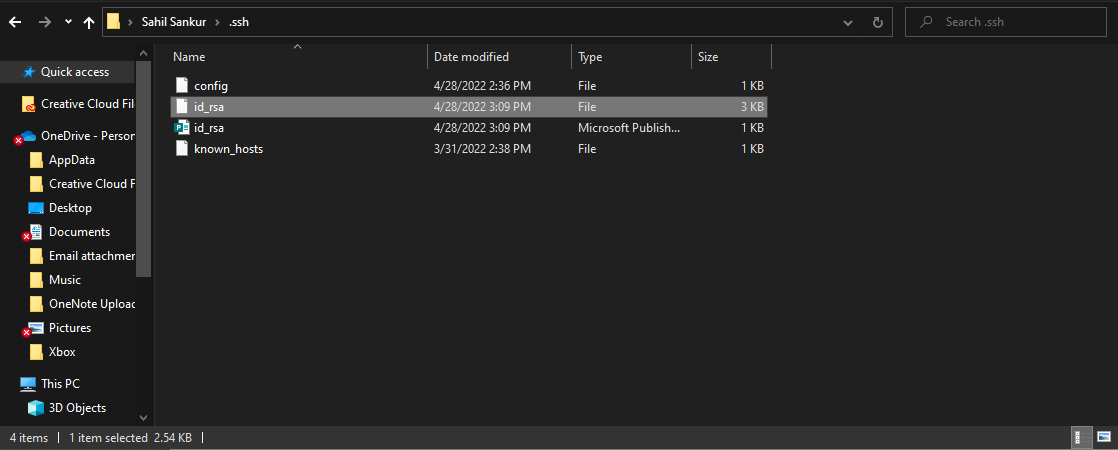 Sahil Sankur .ssh Search .ssh
Name Date modified Type Size
Quick access
Creative Cloud Fil
OneDrive - Person
AppData
Creative Cloud F
Desktop
Documents
Email attachmer
Music
OneNote Upload
Pictures
Xbox
This PC
3D Objects
config 4/28/2022 2:36 PM File 1 KB
id_rsa 4/28/2022 3:09 PM File 3 KB
id_rsa 4/28/2022 3:09 PM Microsoft Publish... 1 KB
known_hosts 3/31/2022 2:38 PM File 1 KB
4 items 1 item selected 2.54 KB